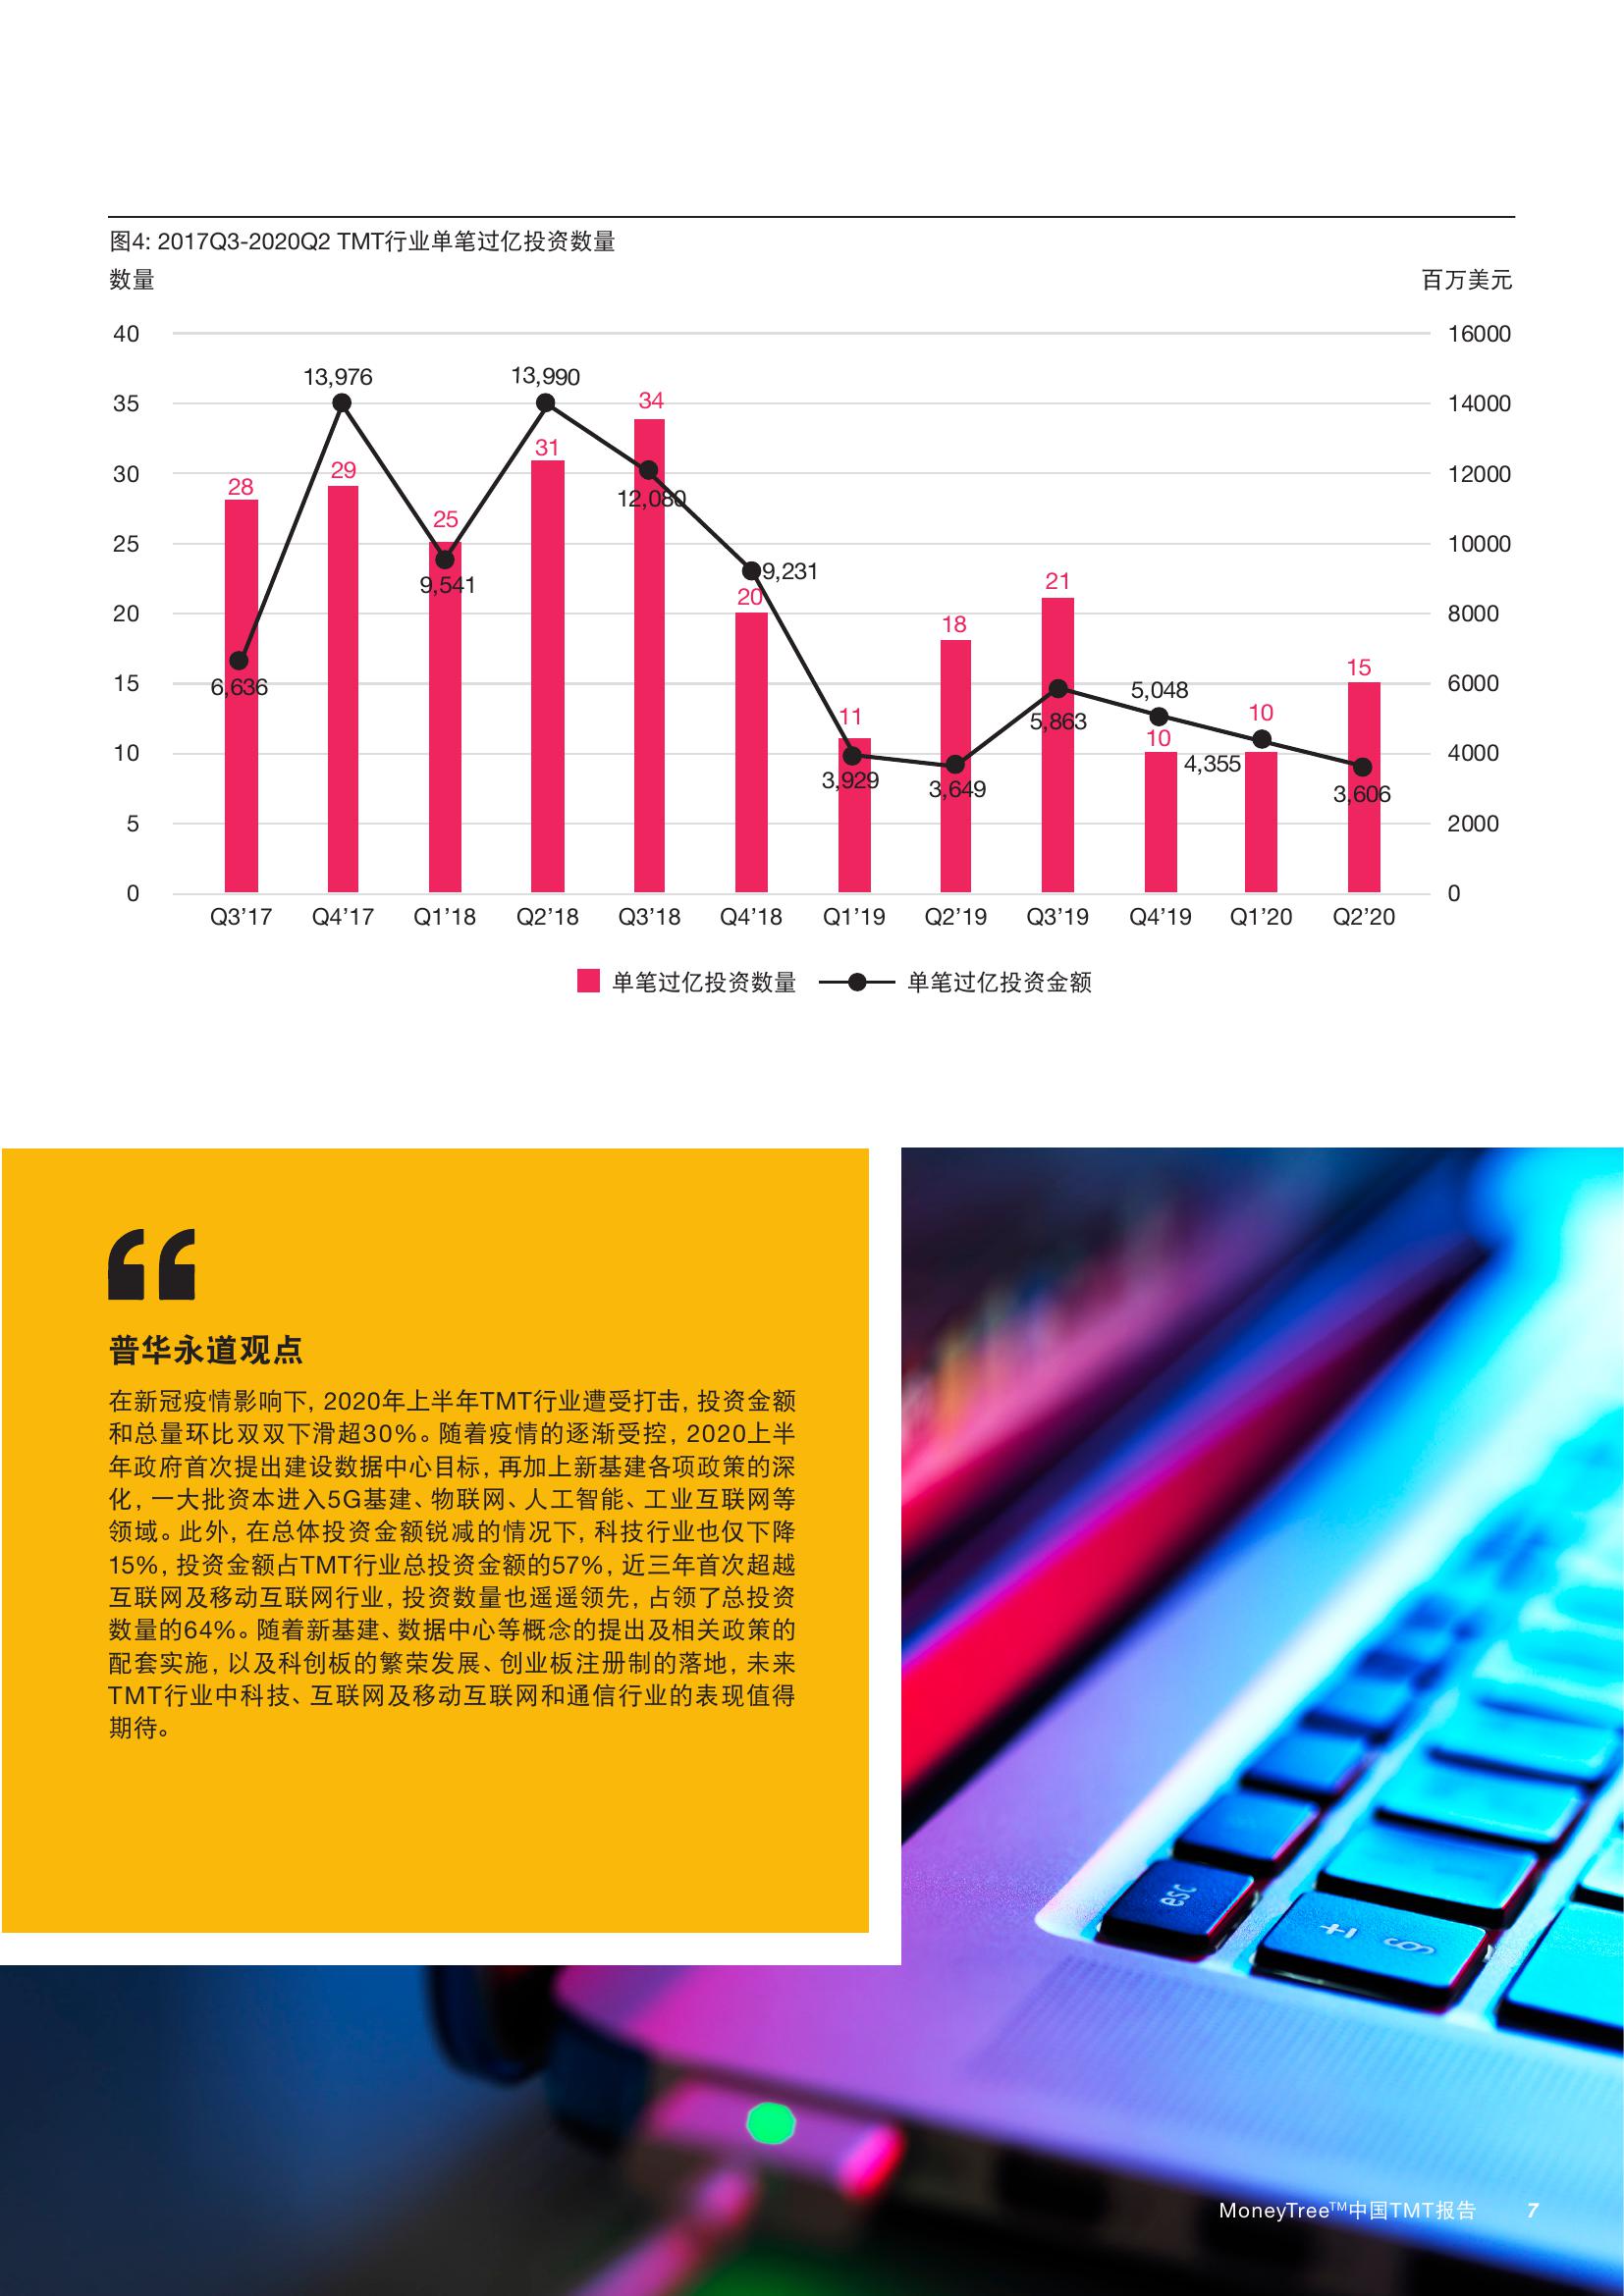 图4: 2017Q3-2020Q2 TMT行业单笔过亿投资数量
数量
百万美元
40
35
30
25
20
15
10
5
0
16000
14000
12000
10000
8000
6000
4000
2000
0
28
29
25
31
34
20
11
18
21
10
10
15
6,636
13,976
9,541
13,990
12,080
9,231
3,929
3,649
5,863
5,048
4,355
3,606
Q3’17 Q4’17 Q1’18 Q2’18 Q3’18 Q4’18 Q1’19 Q2’19 Q3’19 Q4’19 Q1’20 Q2’20
单笔过亿投资数量 单笔过亿投资金额
“
普华永道观点
在新冠疫情影响下, 2020年上半年TMT行业遭受打击, 投资金额
和总量环比双双下滑超30%。随着疫情的逐渐受控, 2020上半
年政府首次提出建设数据中心目标, 再加上新基建各项政策的深
化, 一大批资本进入5G基建、物联网、人工智能、工业互联网等
领域。此外, 在总体投资金额锐减的情况下, 科技行业也仅下降
15%, 投资金额占TMT行业总投资金额的57%, 近三年首次超越
互联网及移动互联网行业, 投资数量也遥遥领先, 占领了总投资
数量的64%。随着新基建、数据中心等概念的提出及相关政策的
配套实施, 以及科创板的繁荣发展、创业板注册制的落地, 未来
TMT行业中科技、互联网及移动互联网和通信行业的表现值得
期待。
esc
± §
MoneyTree™中国TMT报告 7